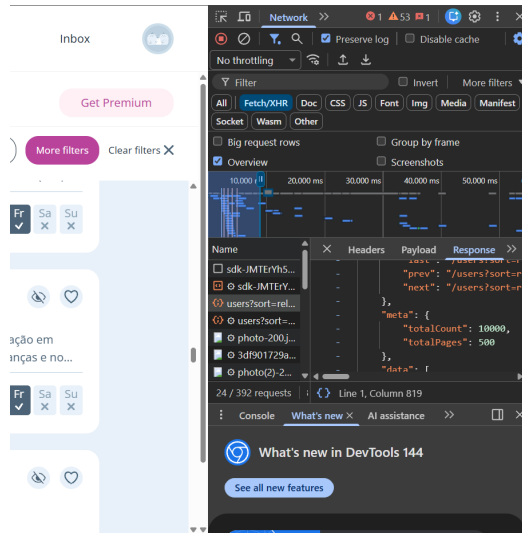 Inbox
Get Premium
More filters
Clear filters
Fr
Sa
Su
ação em
anças e no...
Fr
Sa
Su
Network
1
53
1
Preserve log
Disable cache
No throttling
Filter
Invert
More filters
All
Fetch/XHR
Doc
CSS
JS
Font
Img
Media
Manifest
Socket
Wasm
Other
Big request rows
Group by frame
Overview
Screenshots
20,000 ms
30,000 ms
40,000 ms
50,000 ms
Name
Headers
Payload
Response
sdk-JMTErYh5...
sdk-JMTErY...
users?sort=rel...
users?sort=...
photo-200.j...
3df901729a...
photo(2)-2...
"prev": "/users?sort=r
"next": "/users?sort=r
},
"meta": {
"totalCount": 10000,
"totalPages": 500
},
"data": [
24 / 392 requests
{} Line 1, Column 819
Console
What's new
AI assistance
What's new in DevTools 144
See all new features